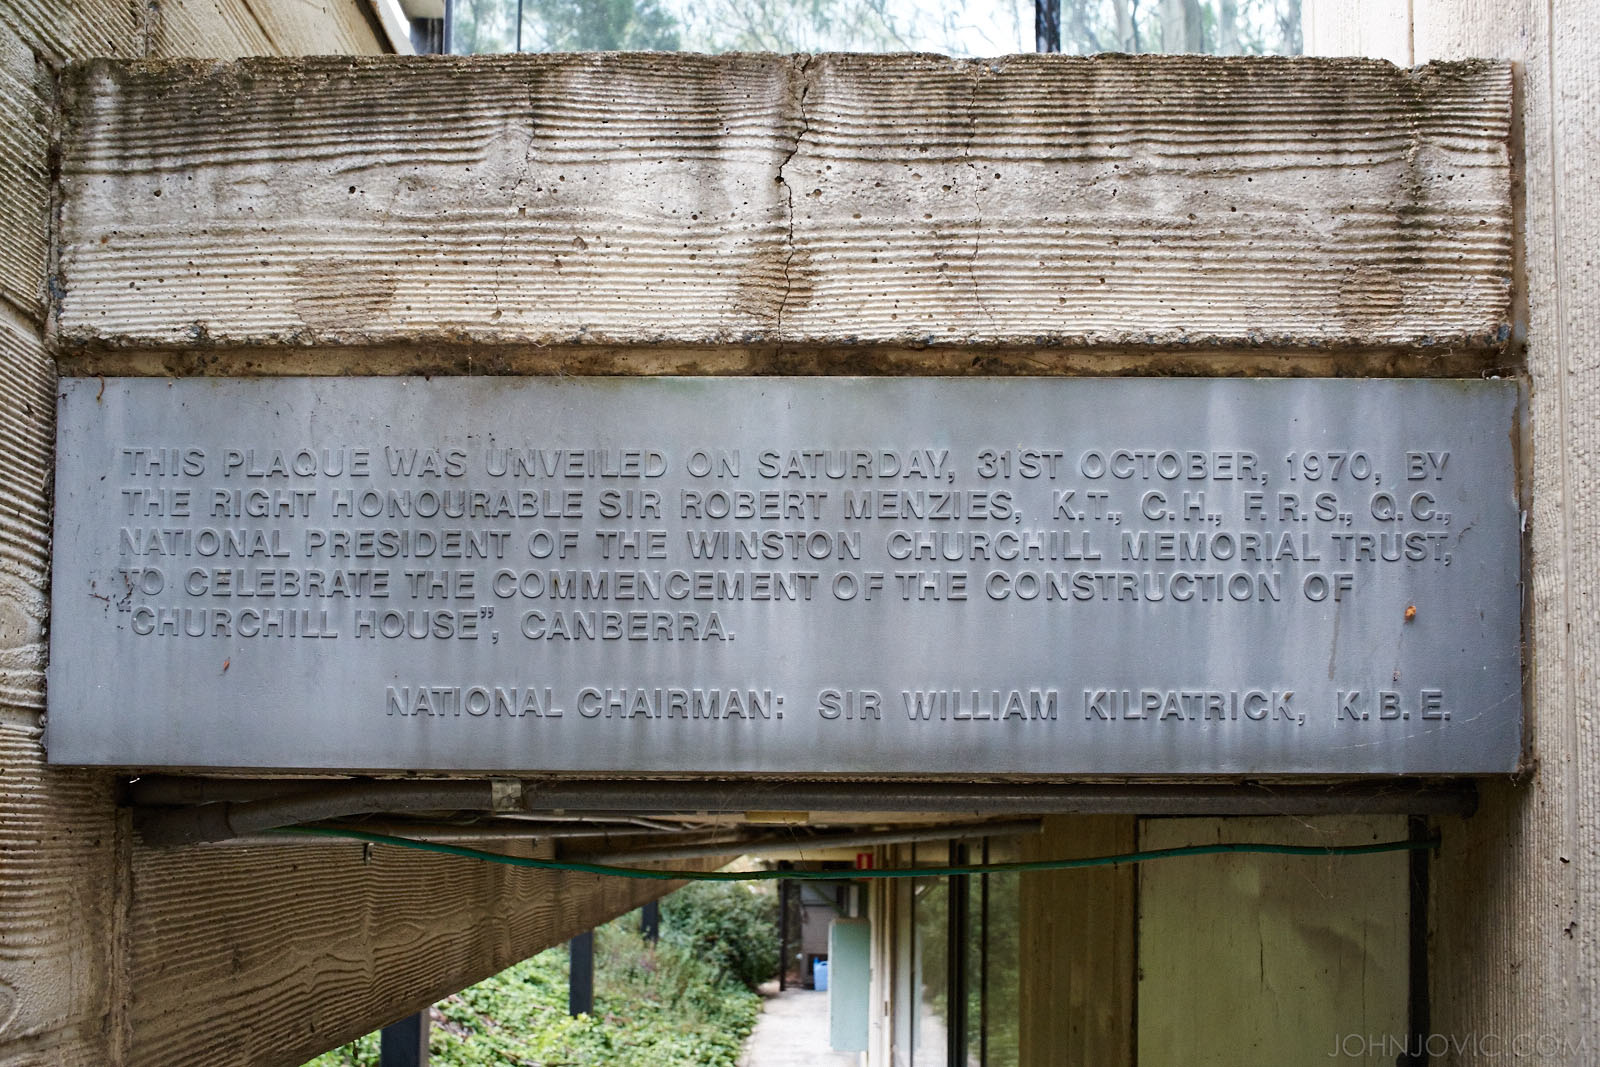 THIS PLAQUE WAS UNVEILED ON SATURDAY, 31ST OCTOBER, 1970, BY
THE RIGHT HONOURABLE SIR ROBERT MENZIES, K.T., C.H., F.R.S., Q.C.,
NATIONAL PRESIDENT OF THE WINSTON CHURCHILL MEMORIAL TRUST,
TO CELEBRATE THE COMMENCEMENT OF THE CONSTRUCTION OF
“CHURCHILL HOUSE”, CANBERRA.
NATIONAL CHAIRMAN: SIR WILLIAM KILPATRICK, K.B.E.
JOHNJOVIC.COM